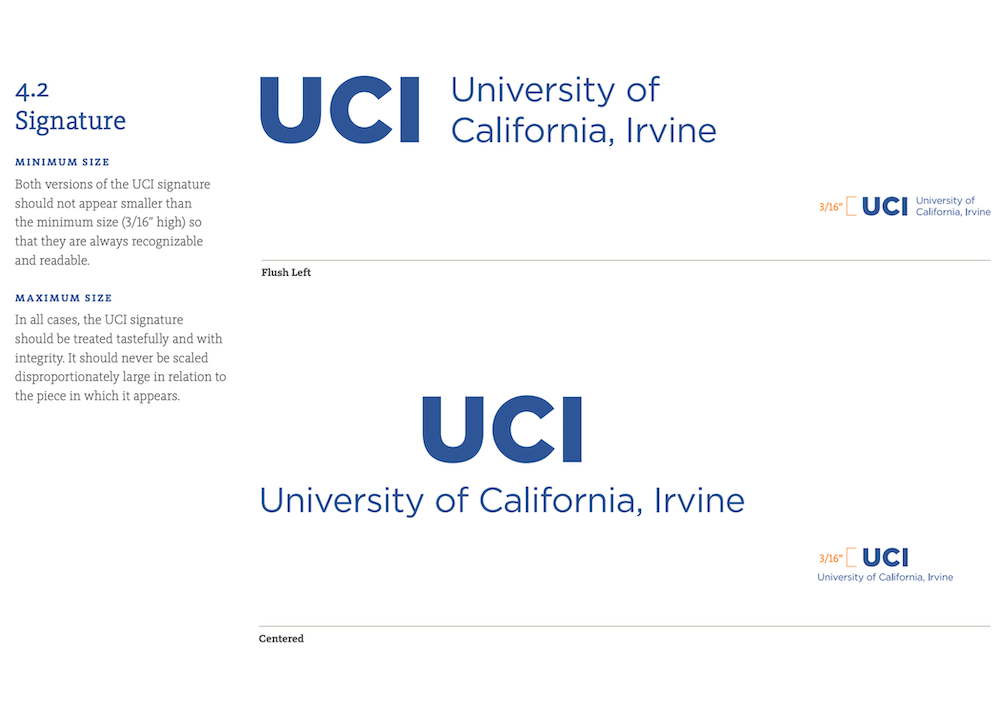 4.2
Signature
MINIMUM SIZE
Both versions of the UCI signature
should not appear smaller than
the minimum size (3/16” high) so
that they are always recognizable
and readable.
MAXIMUM SIZE
In all cases, the UCI signature
should be treated tastefully and with
integrity. It should never be scaled
disproportionately large in relation to
the piece in which it appears.
UCI
University of
California, Irvine
3/16”
UCI
University of
California, Irvine
Flush Left
UCI
University of California, Irvine
3/16”
UCI
University of California, Irvine
Centered